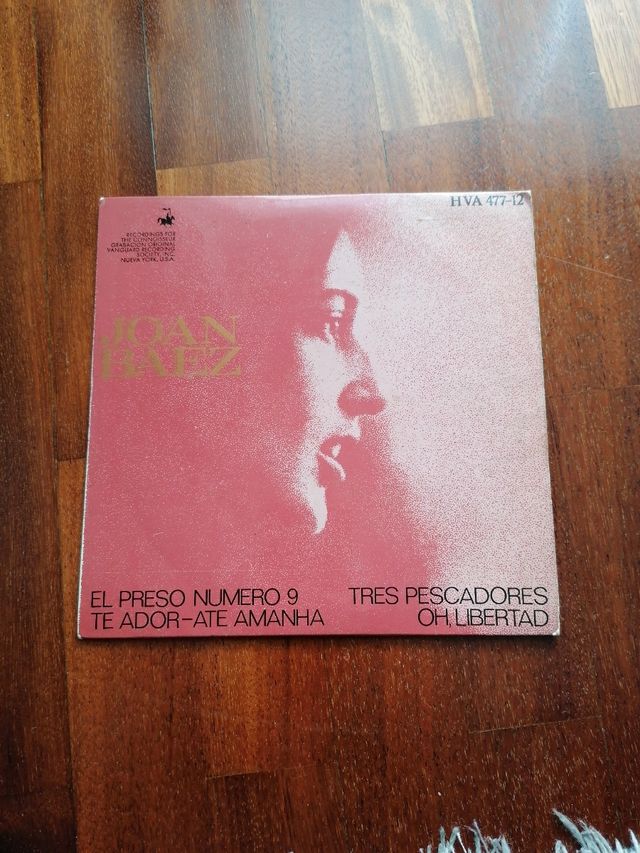 HVA 477-12
RECORDINGS FOR
THE CONNOISSEUR
GRABACION ORIGINAL
VANGUARD RECORDING
SOCIETY, INC.
NUEVA YORK, U.S.A.
JOAN
BAEZ
EL PRESO NUMERO 9
TE ADOR-ATE AMANHA
TRES PESCADORES
OH, LIBERTAD